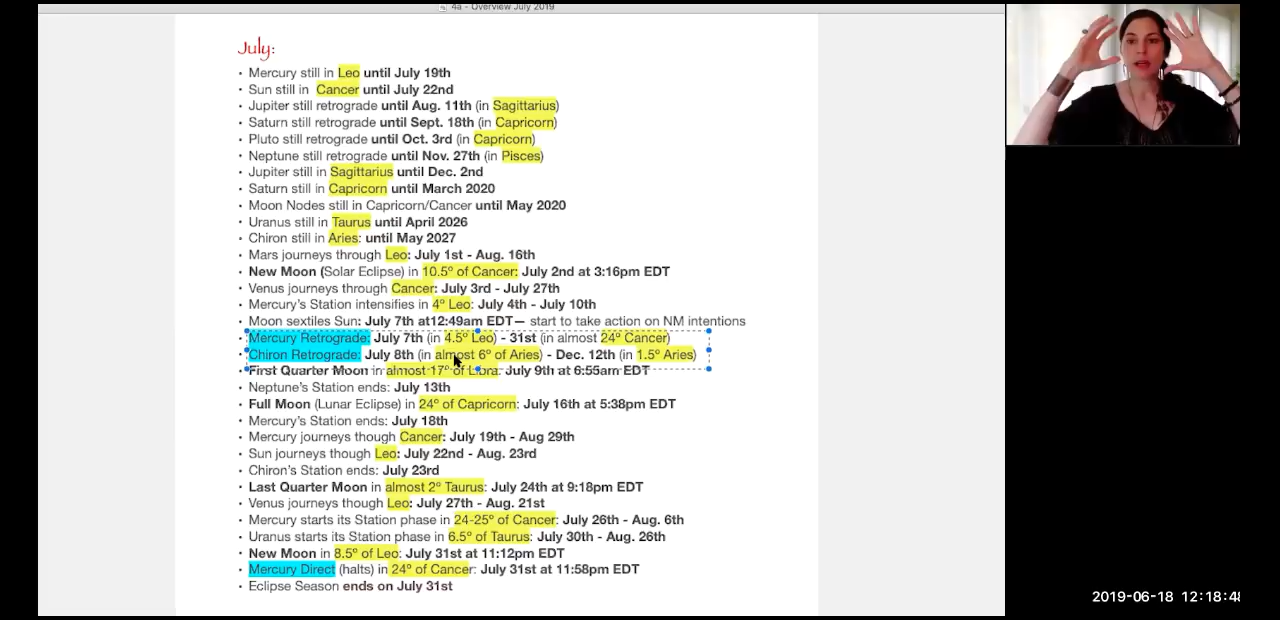 4a - Overview July 2019
July:
• Mercury still in Leo until July 19th
• Sun still in Cancer until July 22nd
• Jupiter still retrograde until Aug. 11th (in Sagittarius)
• Saturn still retrograde until Sept. 18th (in Capricorn)
• Pluto still retrograde until Oct. 3rd (in Capricorn)
• Neptune still retrograde until Nov. 27th (in Pisces)
• Jupiter still in Sagittarius until Dec. 2nd
• Saturn still in Capricorn until March 2020
• Moon Nodes still in Capricorn/Cancer until May 2020
• Uranus still in Taurus until April 2026
• Chiron still in Aries: until May 2027
• Mars journeys through Leo: July 1st - Aug. 16th
• New Moon (Solar Eclipse) in 10.5º of Cancer: July 2nd at 3:16pm EDT
• Venus journeys through Cancer: July 3rd - July 27th
• Mercury's Station intensifies in 4º Leo: July 4th - July 10th
• Moon sextiles Sun: July 7th at12:49am EDT— start to take action on NM intentions
• Mercury Retrograde: July 7th (in 4.5º Leo) - 31st (in almost 24º Cancer)
• Chiron Retrograde: July 8th (in almost 6º of Aries) - Dec. 12th (in 1.5º Aries)
• First Quarter Moon in almost 17º of Libra: July 9th at 6:55am EDT
• Neptune's Station ends: July 13th
• Full Moon (Lunar Eclipse) in 24º of Capricorn: July 16th at 5:38pm EDT
• Mercury's Station ends: July 18th
• Mercury journeys though Cancer: July 19th - Aug 29th
• Sun journeys though Leo: July 22nd - Aug. 23rd
• Chiron's Station ends: July 23rd
• Last Quarter Moon in almost 2º Taurus: July 24th at 9:18pm EDT
• Venus journeys though Leo: July 27th - Aug. 21st
• Mercury starts its Station phase in 24-25º of Cancer: July 26th - Aug. 6th
• Uranus starts its Station phase in 6.5º of Taurus: July 30th - Aug. 26th
• New Moon in 8.5º of Leo: July 31st at 11:12pm EDT
• Mercury Direct (halts) in 24º of Cancer: July 31st at 11:58pm EDT
• Eclipse Season ends on July 31st
2019-06-18 12:18:48